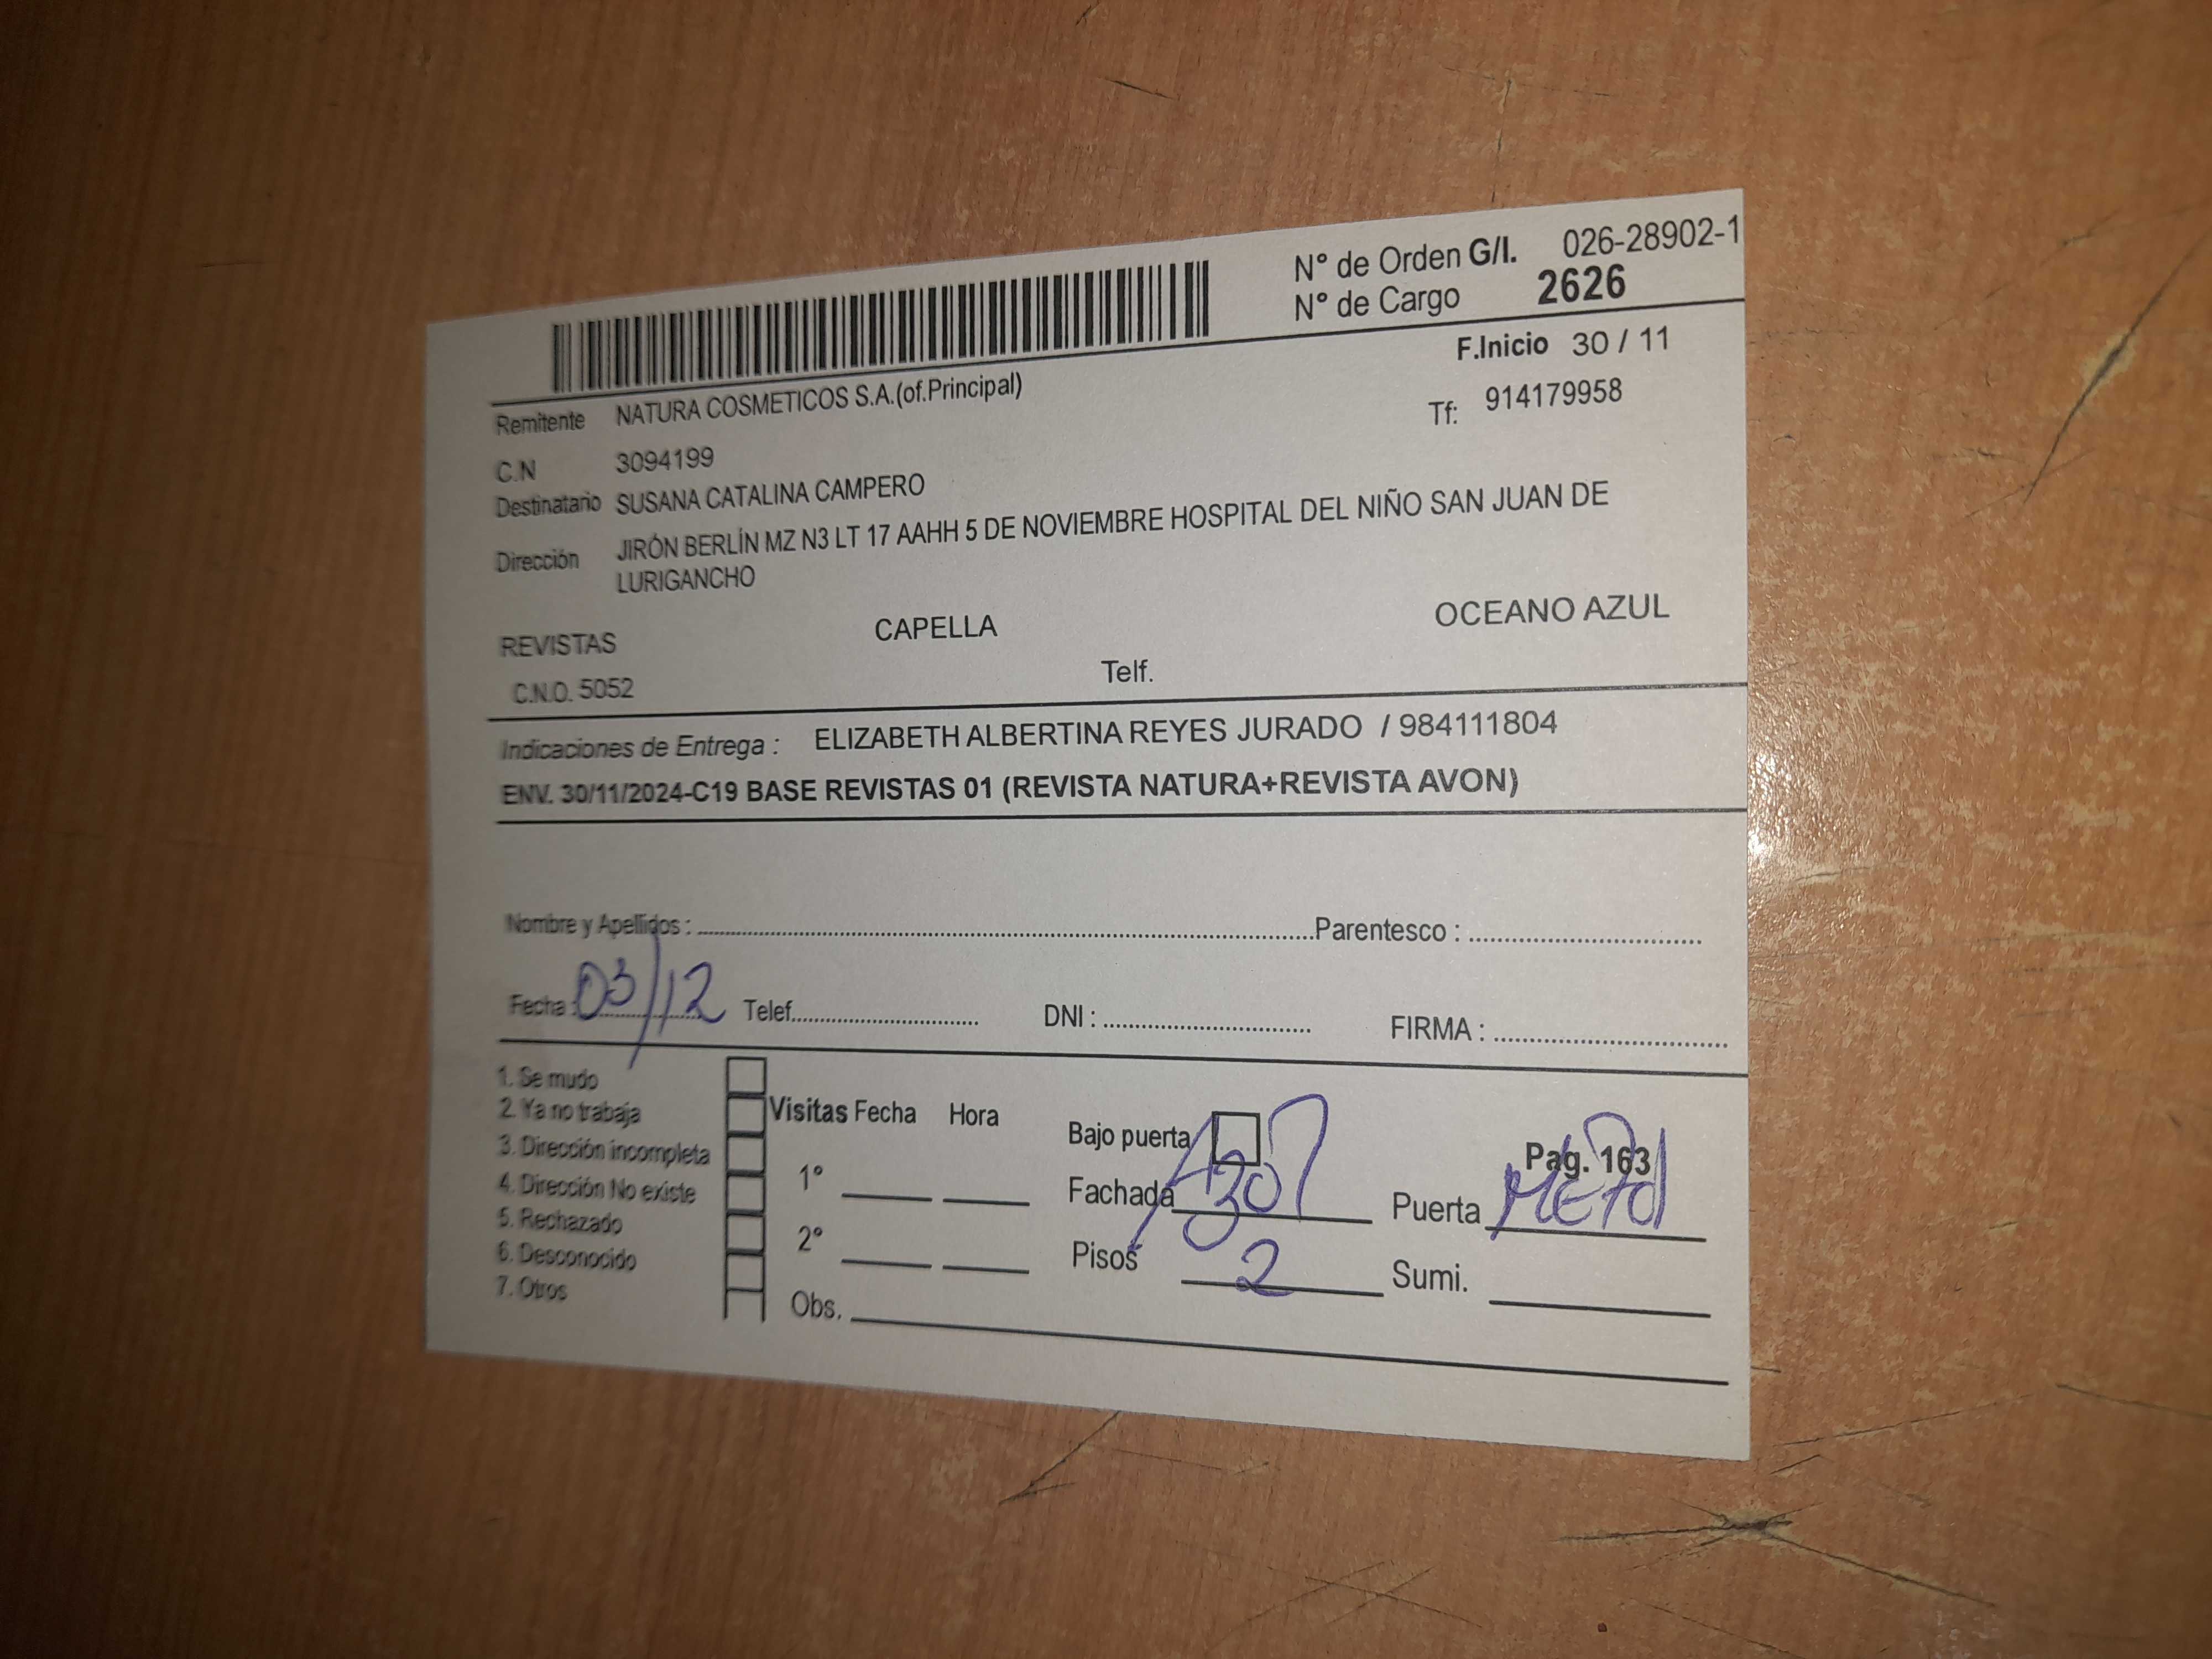 N° de Orden G/I. 026-28902-1
N° de Cargo 2626
F.Inicio 30 / 11
Remitente NATURA COSMETICOS S.A.(of.Principal)
Tf: 914179958
C.N 3094199
Destinatario SUSANA CATALINA CAMPERO
Dirección JIRÓN BERLÍN MZ N3 LT 17 AAHH 5 DE NOVIEMBRE HOSPITAL DEL NIÑO SAN JUAN DE
LURIGANCHO
REVISTAS CAPELLA OCEANO AZUL
C.N.O. 5052 Telf.
Indicaciones de Entrega : ELIZABETH ALBERTINA REYES JURADO / 984111804
ENV. 30/11/2024-C19 BASE REVISTAS 01 (REVISTA NATURA+REVISTA AVON)
Nombre y Apellidos : Parentesco :
Fecha : 03/12 Telef. DNI : FIRMA :
1. Se mudo
2. Ya no trabaja
3. Dirección incompleta
4. Dirección No existe
5. Rechazado
6. Desconocido
7. Otros
Visitas Fecha Hora
1°
2°
Obs.
Bajo puerta
Pag. 163
Fachada Puerta
Pisos 2 Sumi.